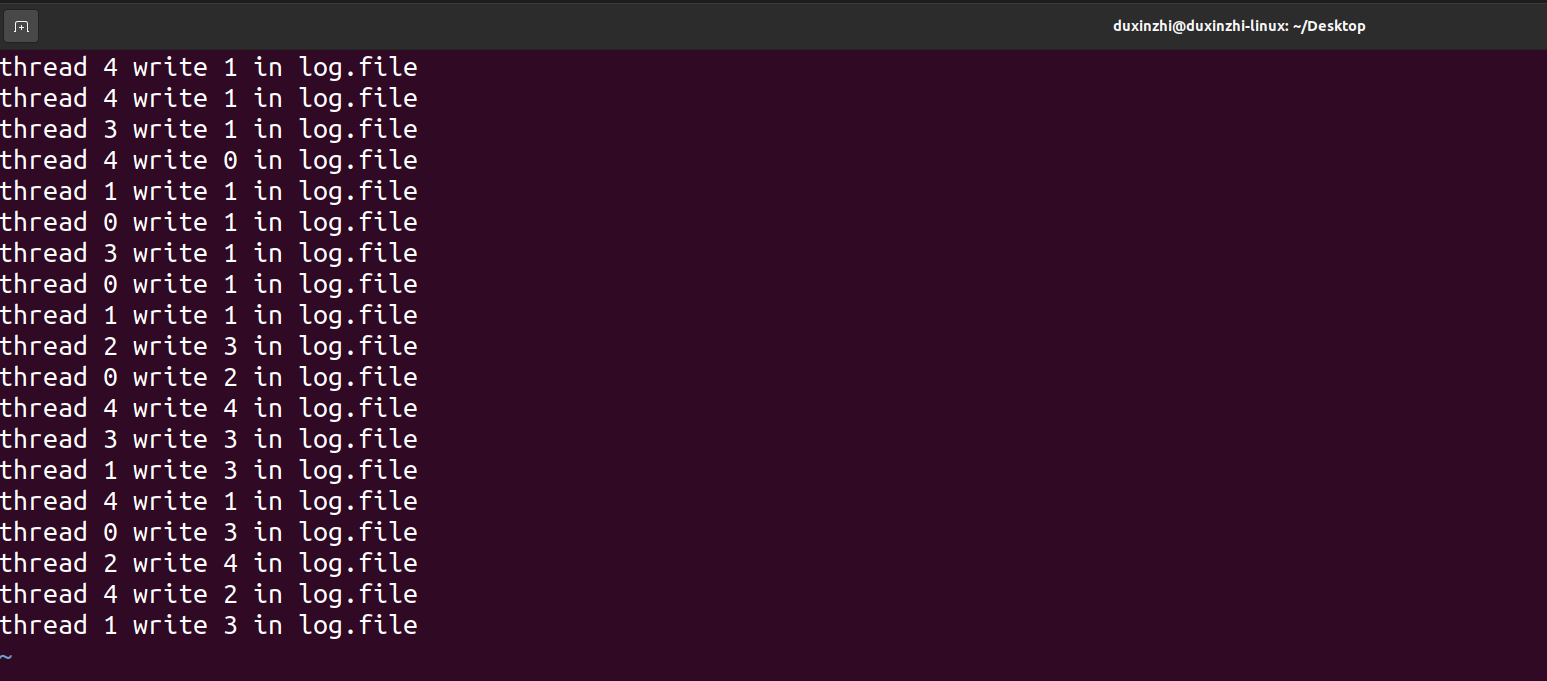 duxinzhi@duxinzhi-linux: ~/Desktop
thread 4 write 1 in log.file
thread 4 write 1 in log.file
thread 3 write 1 in log.file
thread 4 write 0 in log.file
thread 1 write 1 in log.file
thread 0 write 1 in log.file
thread 3 write 1 in log.file
thread 0 write 1 in log.file
thread 1 write 1 in log.file
thread 2 write 3 in log.file
thread 0 write 2 in log.file
thread 4 write 4 in log.file
thread 3 write 3 in log.file
thread 1 write 3 in log.file
thread 4 write 1 in log.file
thread 0 write 3 in log.file
thread 2 write 4 in log.file
thread 4 write 2 in log.file
thread 1 write 3 in log.file
~